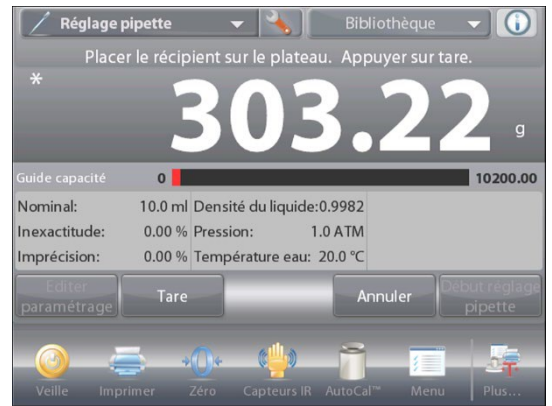 Réglage pipette Bibliothèque
Placer le récipient sur le plateau. Appuyer sur tare.
* 303.22 g
Guide capacité 0 10200.00
Nominal: 10.0 ml Densité du liquide:0.9982
Inexactitude: 0.00 % Pression: 1.0 ATM
Imprécision: 0.00 % Température eau: 20.0 °C
Editer paramétrage Tare Annuler Début réglage pipette
Veille Imprimer Zéro Capteurs IR AutoCal™ Menu Plus...